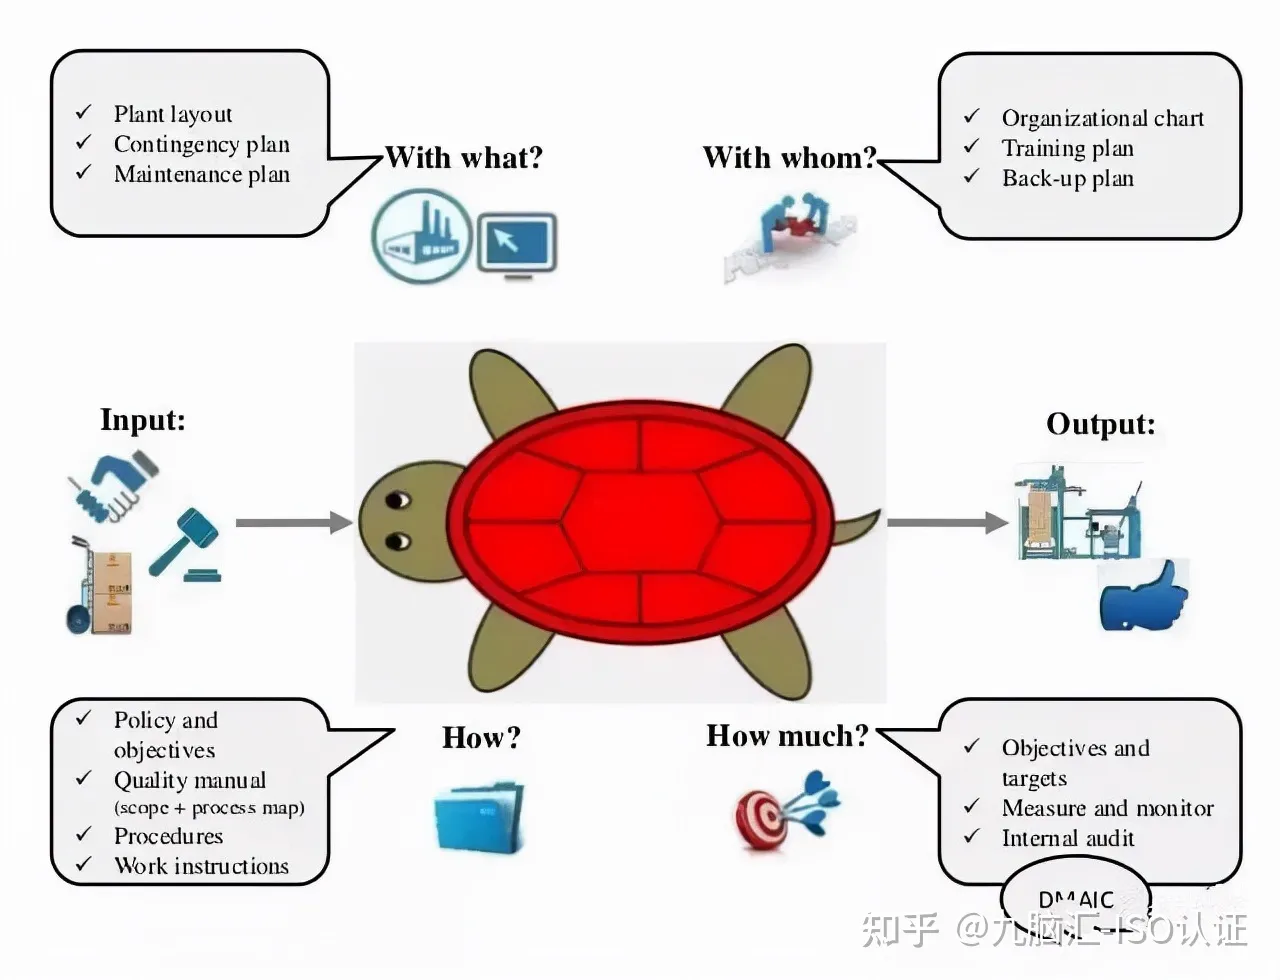 Plant layout
Contingency plan
Maintenance plan
With what?
With whom?
Organizational chart
Training plan
Back-up plan
Input:
Output:
Policy and
objectives
Quality manual
(scope + process map)
Procedures
Work instructions
How?
How much?
Objectives and
targets
Measure and monitor
Internal audit
DMAIC
知乎 @九脑汇-ISO认证